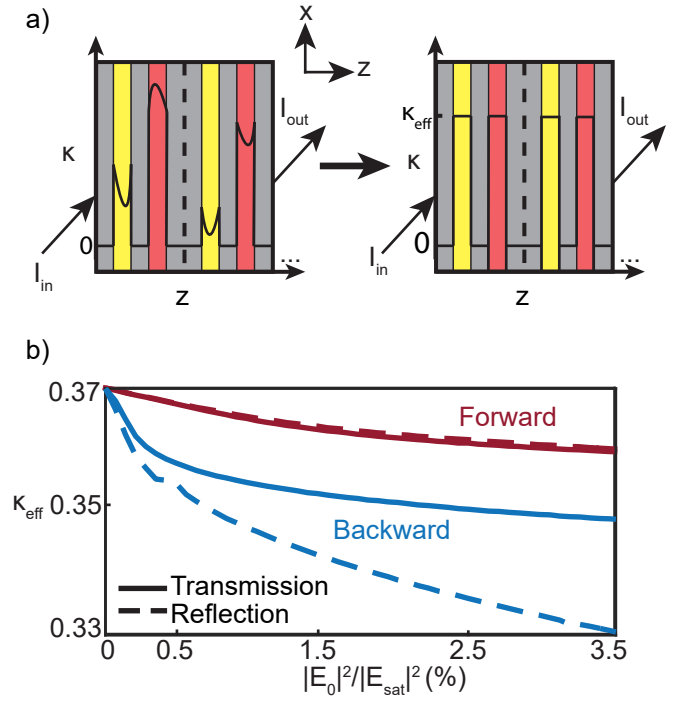 a)
x
z
κ
0
I_in
I_out
z
...
κ_eff
κ
0
I_in
I_out
z
...
b)
0.37
κ_eff 0.35
0.33
Forward
Backward
Transmission
Reflection
0 0.5 1.5 2.5 3.5
|E_0|^2/|E_sat|^2 (%)